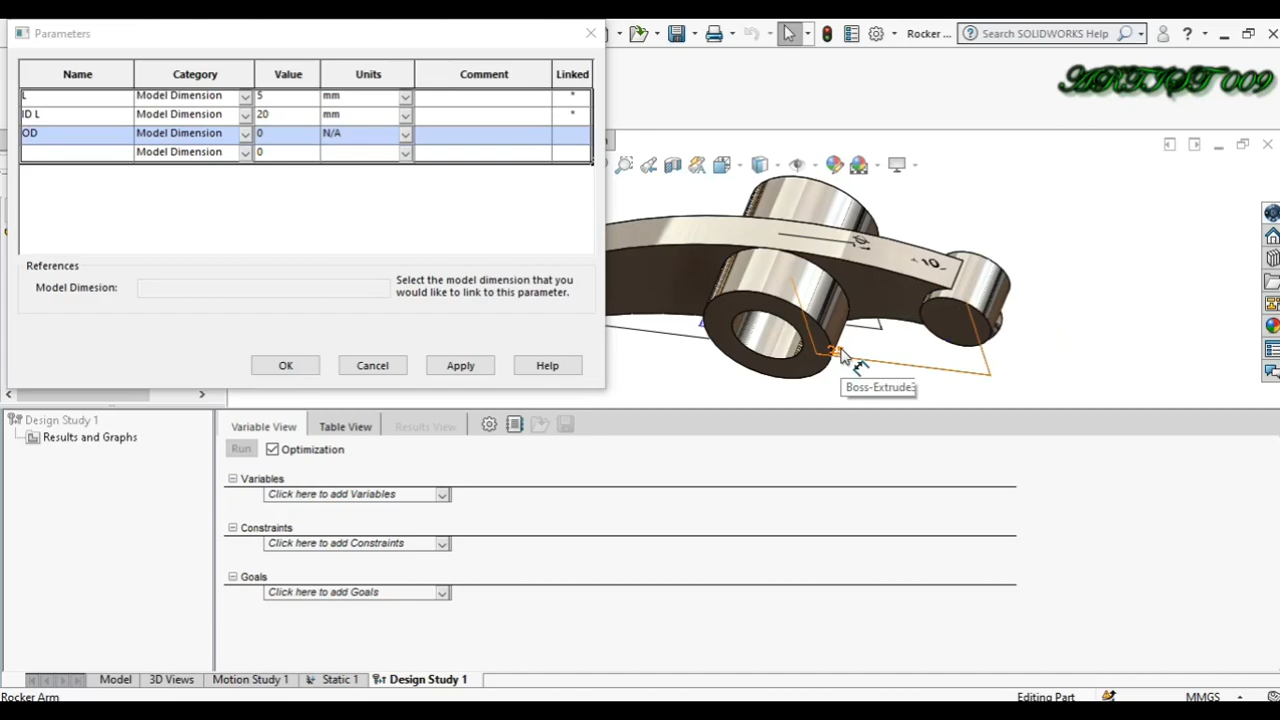 Parameters
Rocker ...
Search SOLIDWORKS Help
?
ARTIST 009
Name Category Value Units Comment Linked
L Model Dimension 5 mm *
ID L Model Dimension 20 mm *
OD Model Dimension 0 N/A
Model Dimension 0
References
Model Dimesion:
Select the model dimension that you
would like to link to this parameter.
OK Cancel Apply Help
10
Boss-Extrude
Design Study 1
Results and Graphs
Variable View Table View Results View
Run Optimization
Variables
Click here to add Variables
Constraints
Click here to add Constraints
Goals
Click here to add Goals
Model 3D Views Motion Study 1 Static 1 Design Study 1
Rocker Arm Editing Part MMGS